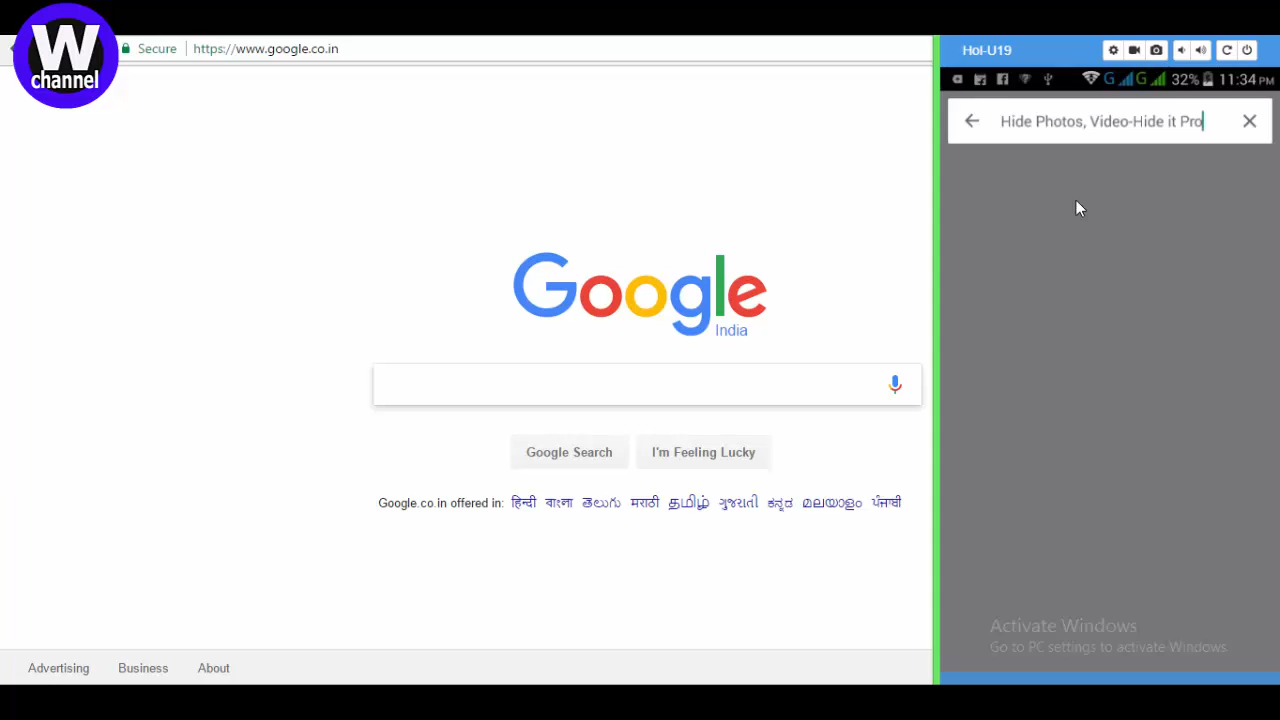 W
channel
Secure https://www.google.co.in
Hol-U19
G G 32% 11:34 PM
Hide Photos, Video-Hide it Pro
Google
India
Google Search I'm Feeling Lucky
Google.co.in offered in: हिन्दी বাংলা తెలుగు मराठी தமிழ் ગુજરાતી ಕನ್ನಡ മലയാളം ਪੰਜਾਬੀ
Activate Windows
Go to PC settings to activate Windows.
Advertising Business About